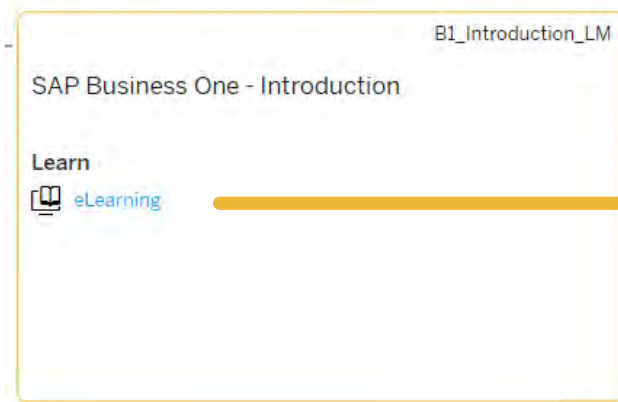 B1_Introduction_LM
SAP Business One - Introduction
Learn
eLearning